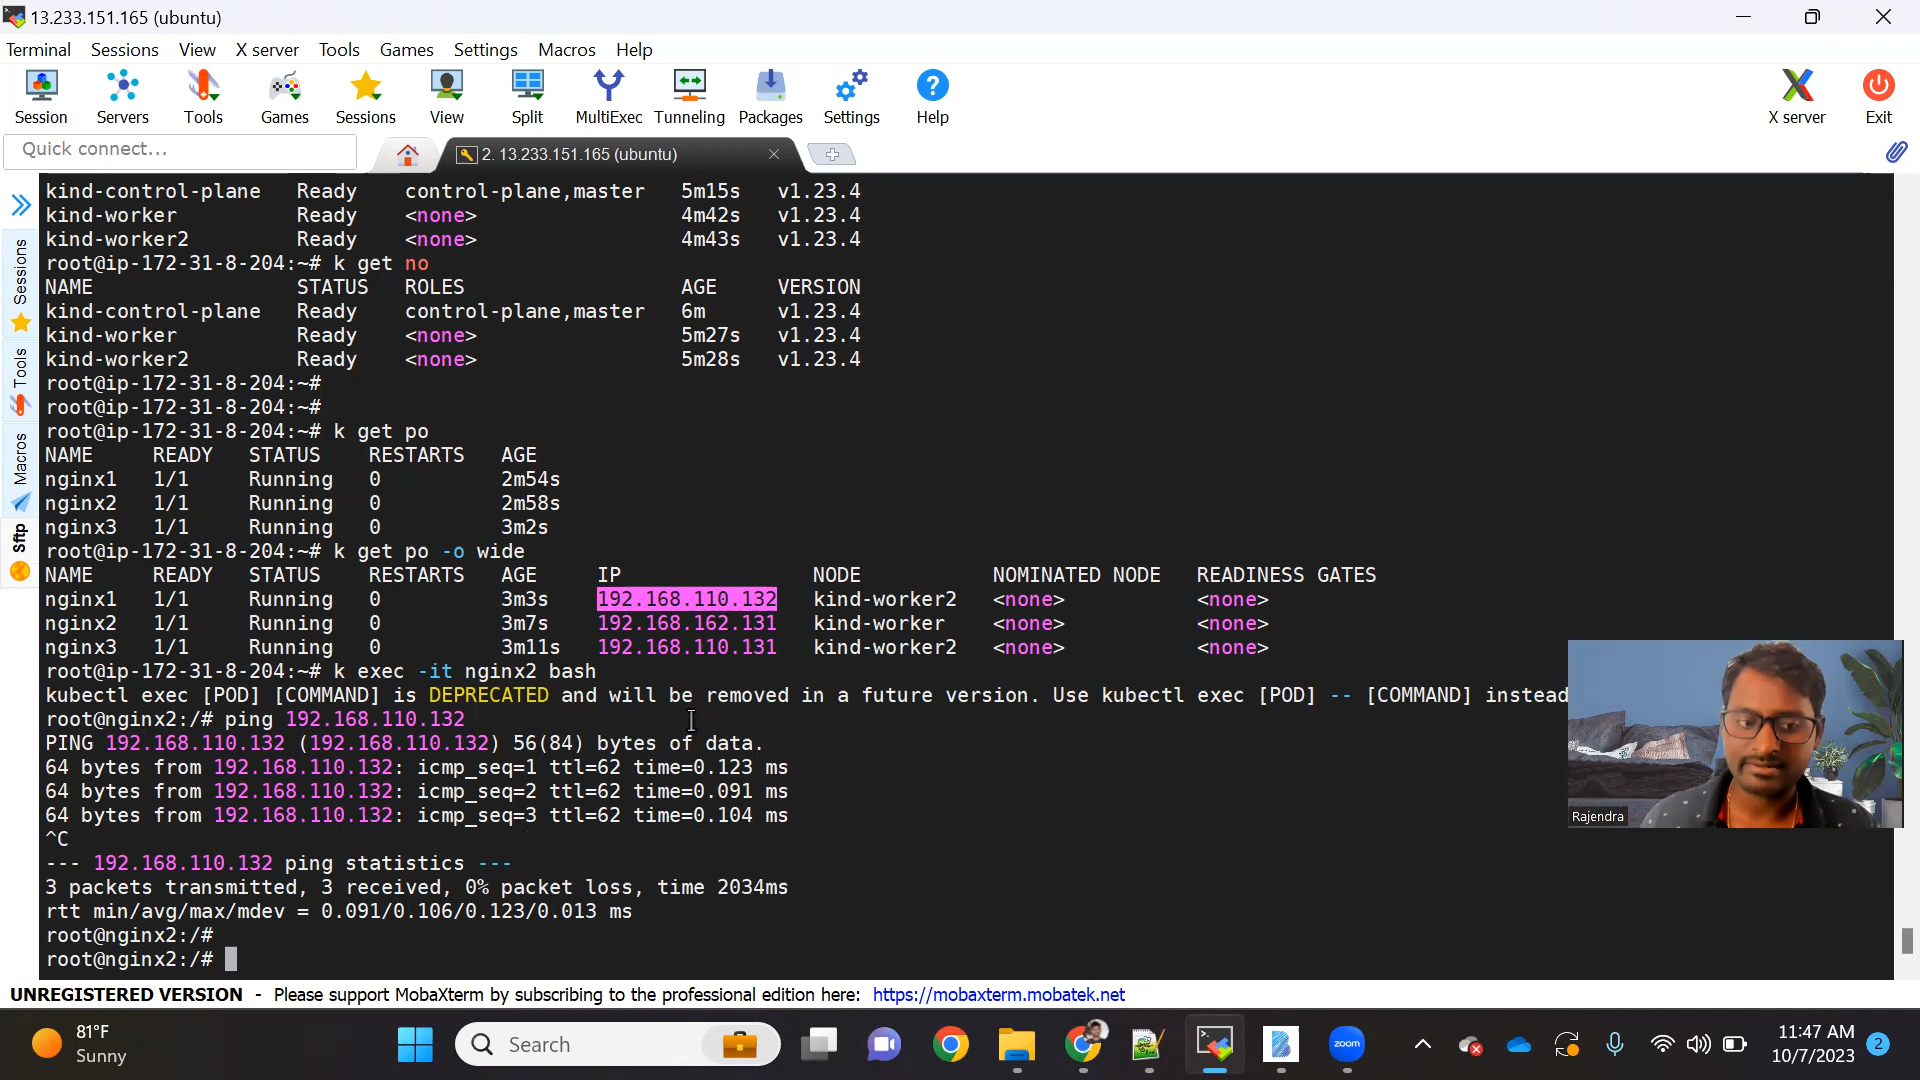 13.233.151.165 (ubuntu)
Terminal Sessions View X server Tools Games Settings Macros Help
Session Servers Tools Games Sessions View Split MultiExec Tunneling Packages Settings Help X server Exit
Quick connect...
2. 13.233.151.165 (ubuntu)
Sessions
Tools
Macros
Sftp
kind-control-plane Ready control-plane,master 5m15s v1.23.4
kind-worker Ready <none> 4m42s v1.23.4
kind-worker2 Ready <none> 4m43s v1.23.4
root@ip-172-31-8-204:~# k get no
NAME STATUS ROLES AGE VERSION
kind-control-plane Ready control-plane,master 6m v1.23.4
kind-worker Ready <none> 5m27s v1.23.4
kind-worker2 Ready <none> 5m28s v1.23.4
root@ip-172-31-8-204:~#
root@ip-172-31-8-204:~#
root@ip-172-31-8-204:~# k get po
NAME READY STATUS RESTARTS AGE
nginx1 1/1 Running 0 2m54s
nginx2 1/1 Running 0 2m58s
nginx3 1/1 Running 0 3m2s
root@ip-172-31-8-204:~# k get po -o wide
NAME READY STATUS RESTARTS AGE IP NODE NOMINATED NODE READINESS GATES
nginx1 1/1 Running 0 3m3s 192.168.110.132 kind-worker2 <none> <none>
nginx2 1/1 Running 0 3m7s 192.168.162.131 kind-worker <none> <none>
nginx3 1/1 Running 0 3m11s 192.168.110.131 kind-worker2 <none> <none>
root@ip-172-31-8-204:~# k exec -it nginx2 bash
kubectl exec [POD] [COMMAND] is DEPRECATED and will be removed in a future version. Use kubectl exec [POD] -- [COMMAND] instead
root@nginx2:/# ping 192.168.110.132
PING 192.168.110.132 (192.168.110.132) 56(84) bytes of data.
64 bytes from 192.168.110.132: icmp_seq=1 ttl=62 time=0.123 ms
64 bytes from 192.168.110.132: icmp_seq=2 ttl=62 time=0.091 ms
64 bytes from 192.168.110.132: icmp_seq=3 ttl=62 time=0.104 ms
^C
--- 192.168.110.132 ping statistics ---
3 packets transmitted, 3 received, 0% packet loss, time 2034ms
rtt min/avg/max/mdev = 0.091/0.106/0.123/0.013 ms
root@nginx2:/#
root@nginx2:/#
Rajendra
UNREGISTERED VERSION - Please support MobaXterm by subscribing to the professional edition here: https://mobaxterm.mobatek.net
81°F
Sunny
Search
zoom
11:47 AM
10/7/2023
2